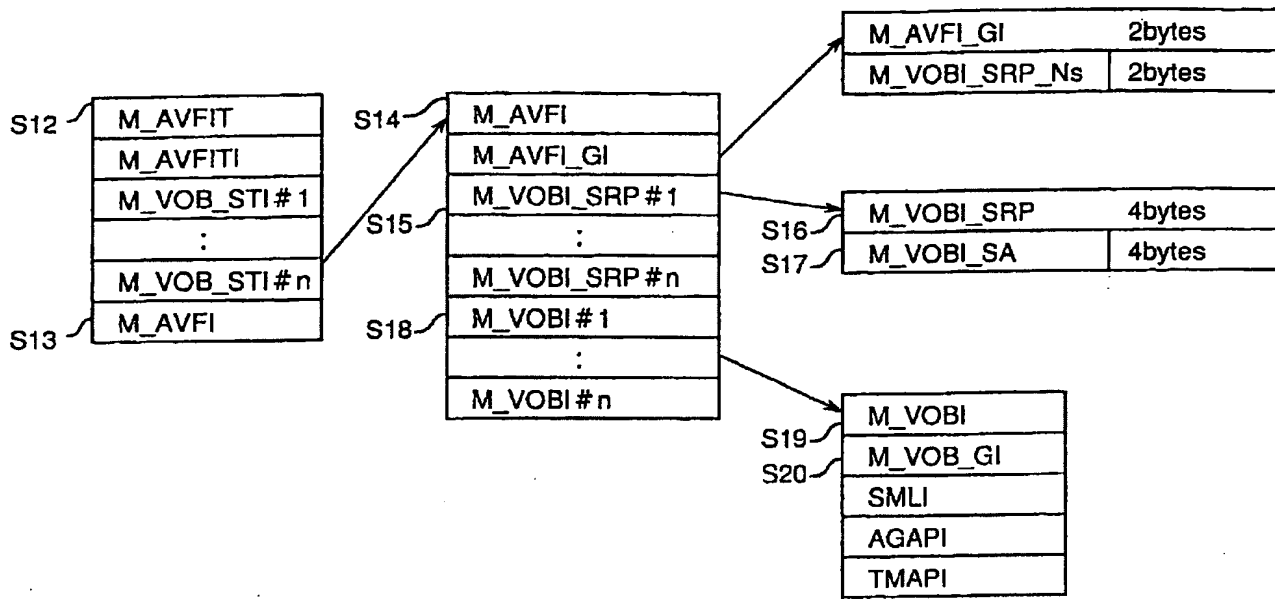 S12
M_AVFIT
M_AVFITI
M_VOB_STI#1
:
M_VOB_STI#n
S13
M_AVFI
S14
M_AVFI
M_AVFI_GI
S15
M_VOBI_SRP#1
:
M_VOBI_SRP#n
S18
M_VOBI#1
:
M_VOBI#n
M_AVFI_GI 2bytes
M_VOBI_SRP_Ns 2bytes
S16
M_VOBI_SRP 4bytes
S17
M_VOBI_SA 4bytes
S19
M_VOBI
S20
M_VOB_GI
SMLI
AGAPI
TMAPI